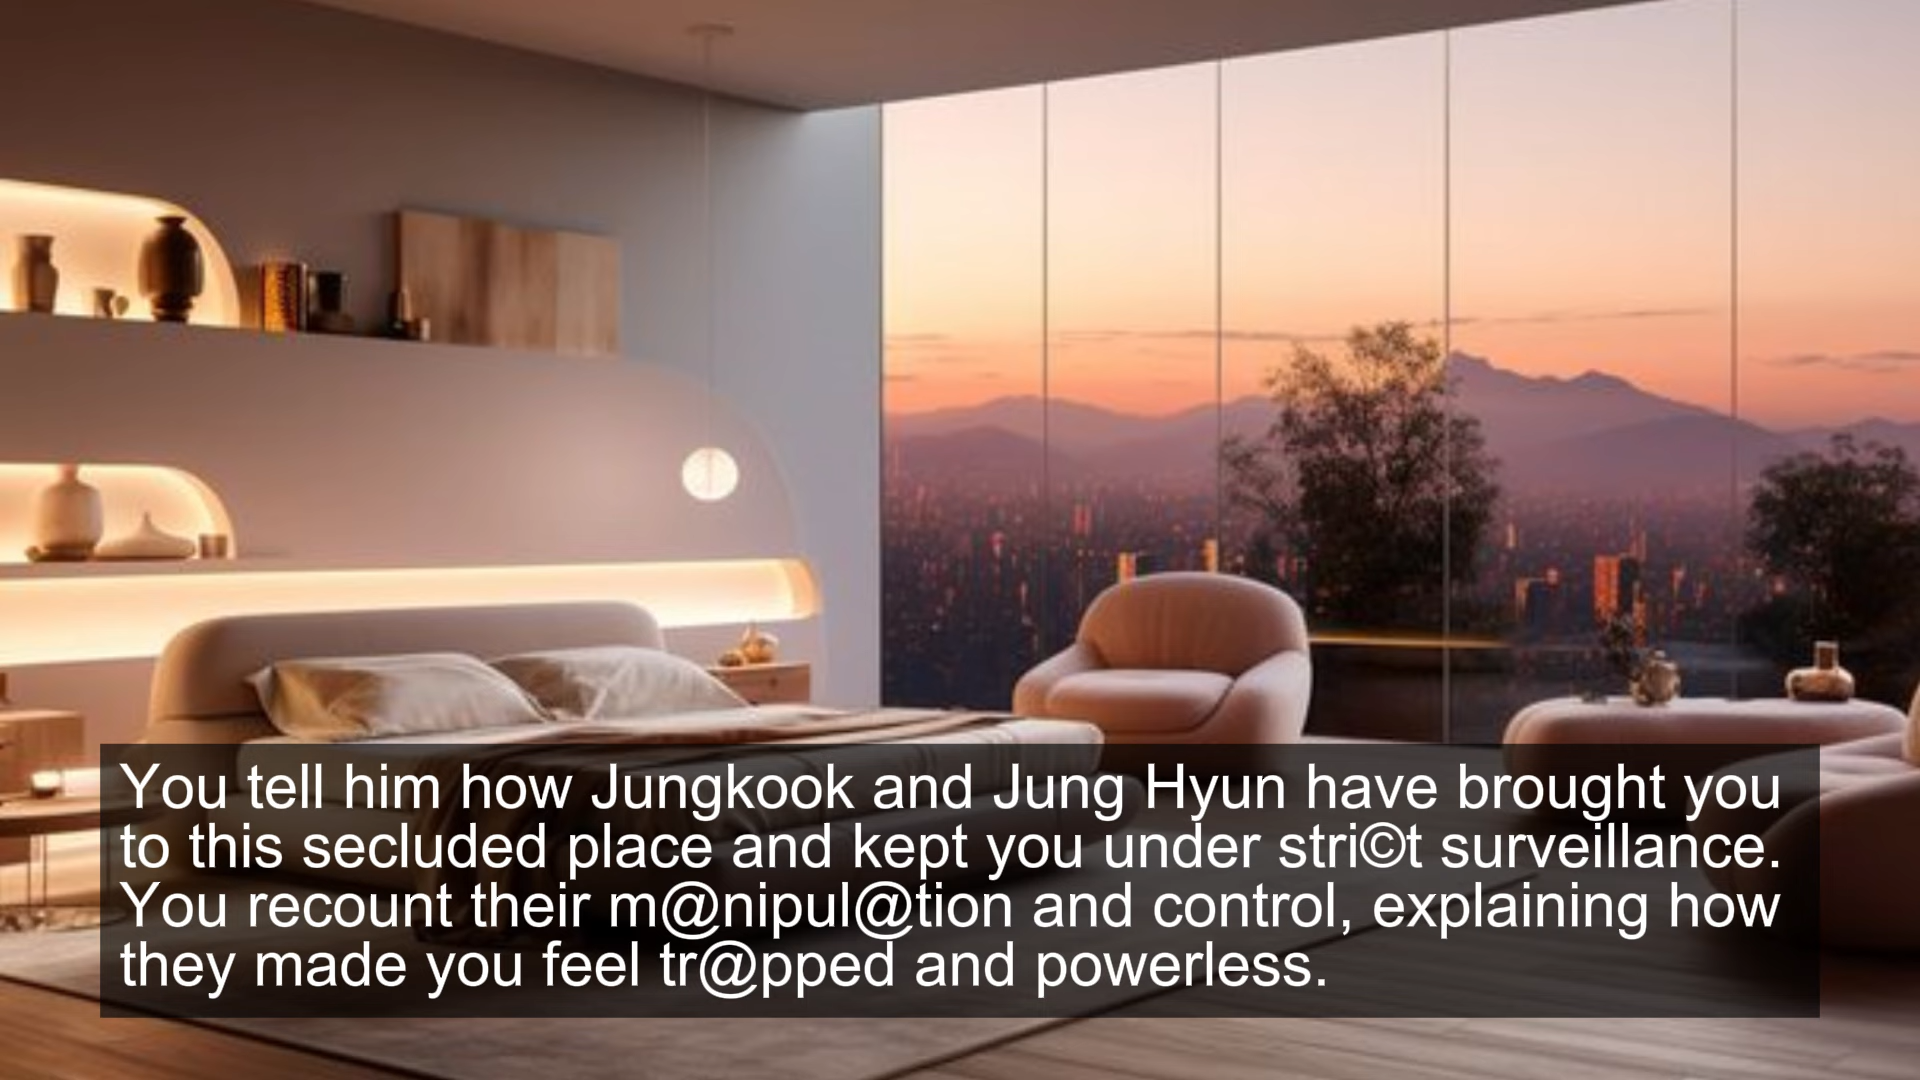 You tell him how Jungkook and Jung Hyun have brought you
to this secluded place and kept you under stri©t surveillance.
You recount their m@nipul@tion and control, explaining how
they made you feel tr@pped and powerless.